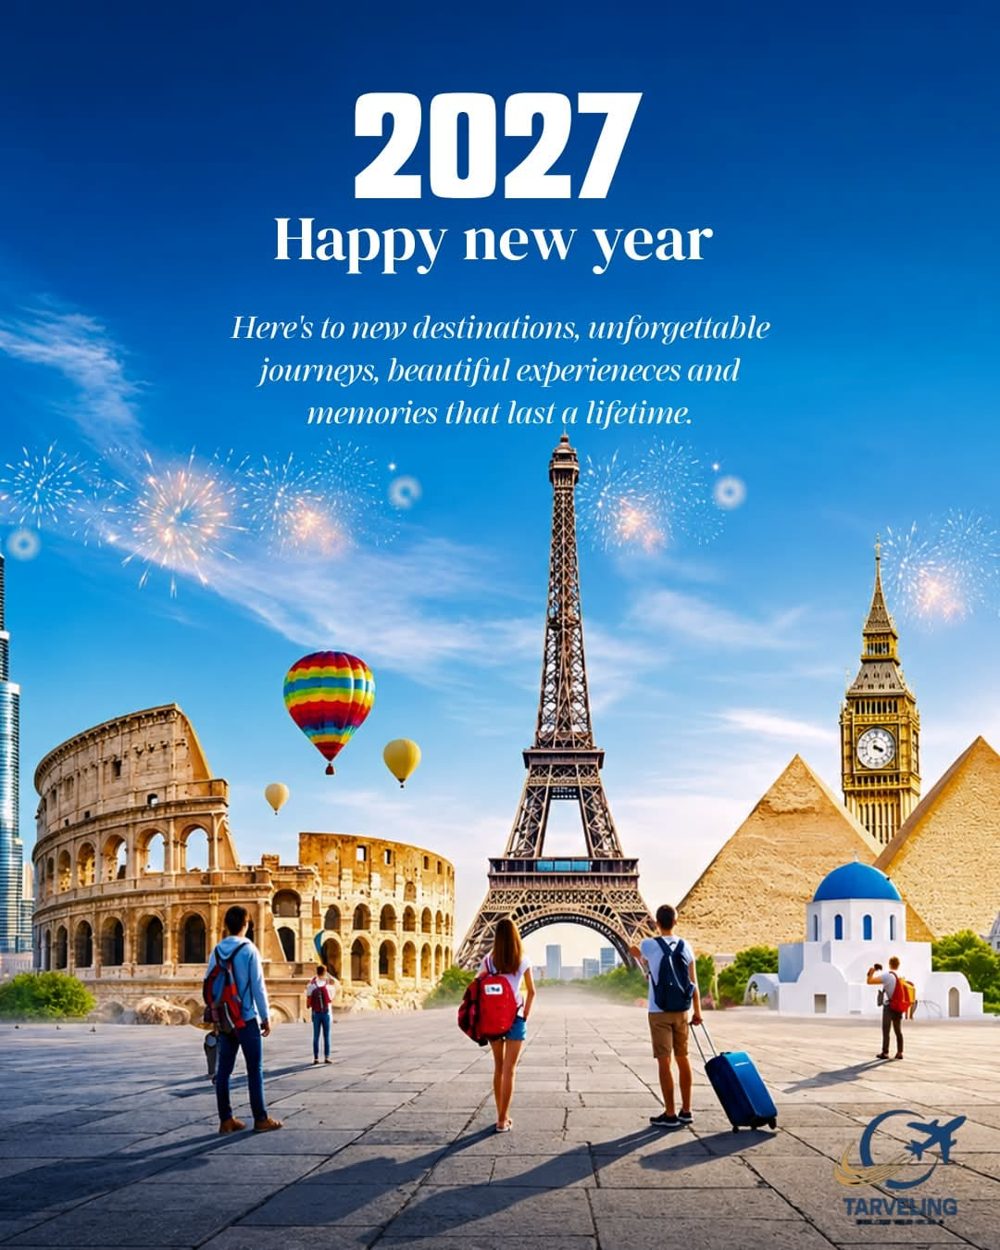 2027
Happy new year
Here's to new destinations, unforgettable
journeys, beautiful experieneces and
memories that last a lifetime.
TARVELING